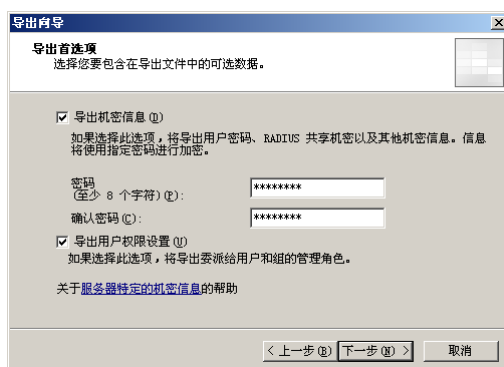 导出向导
导出首选项
选择您要包含在导出文件中的可选数据。
导出机密信息(D)
如果选择此选项，将导出用户密码、RADIUS 共享机密以及其他机密信息。信息
将使用指定密码进行加密。
密码
(至少 8 个字符)(P):
********
确认密码(C):
********
导出用户权限设置(U)
如果选择此选项，将导出委派给用户和组的管理角色。
关于服务器特定的机密信息的帮助
< 上一步(B)
下一步(N) >
取消